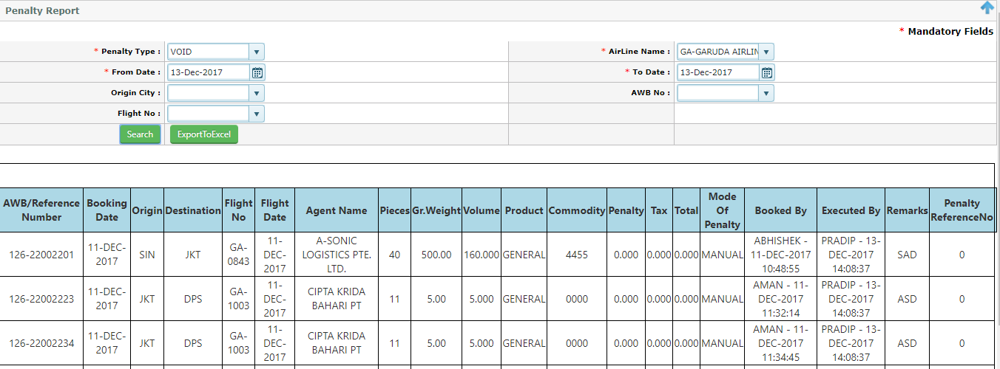 Penalty Report
* Mandatory Fields
* Penalty Type : VOID * AirLine Name : GA-GARUDA AIRLIN
* From Date : 13-Dec-2017 * To Date : 13-Dec-2017
Origin City : AWB No :
Flight No :
Search ExportToExcel
AWB/Reference Number Booking Date Origin Destination Flight No Flight Date Agent Name Pieces Gr.Weight Volume Product Commodity Penalty Tax Total Mode Of Penalty Booked By Executed By Remarks Penalty ReferenceNo
126-22002201 11-DEC-2017 SIN JKT GA-0843 11-DEC-2017 A-SONIC LOGISTICS PTE. LTD. 40 500.00 160.000 GENERAL 4455 0.000 0.000 0.000 MANUAL ABHISHEK - 11-DEC-2017 10:48:55 PRADIP - 13-DEC-2017 14:08:37 SAD 0
126-22002223 11-DEC-2017 JKT DPS GA-1003 11-DEC-2017 CIPTA KRIDA BAHARI PT 11 5.00 5.000 GENERAL 0000 0.000 0.000 0.000 MANUAL AMAN - 11-DEC-2017 11:32:14 PRADIP - 13-DEC-2017 14:08:37 ASD 0
126-22002234 11-DEC-2017 JKT DPS GA-1003 11-DEC-2017 CIPTA KRIDA BAHARI PT 11 5.00 5.000 GENERAL 0000 0.000 0.000 0.000 MANUAL AMAN - 11-DEC-2017 11:34:45 PRADIP - 13-DEC-2017 14:08:37 ASD 0